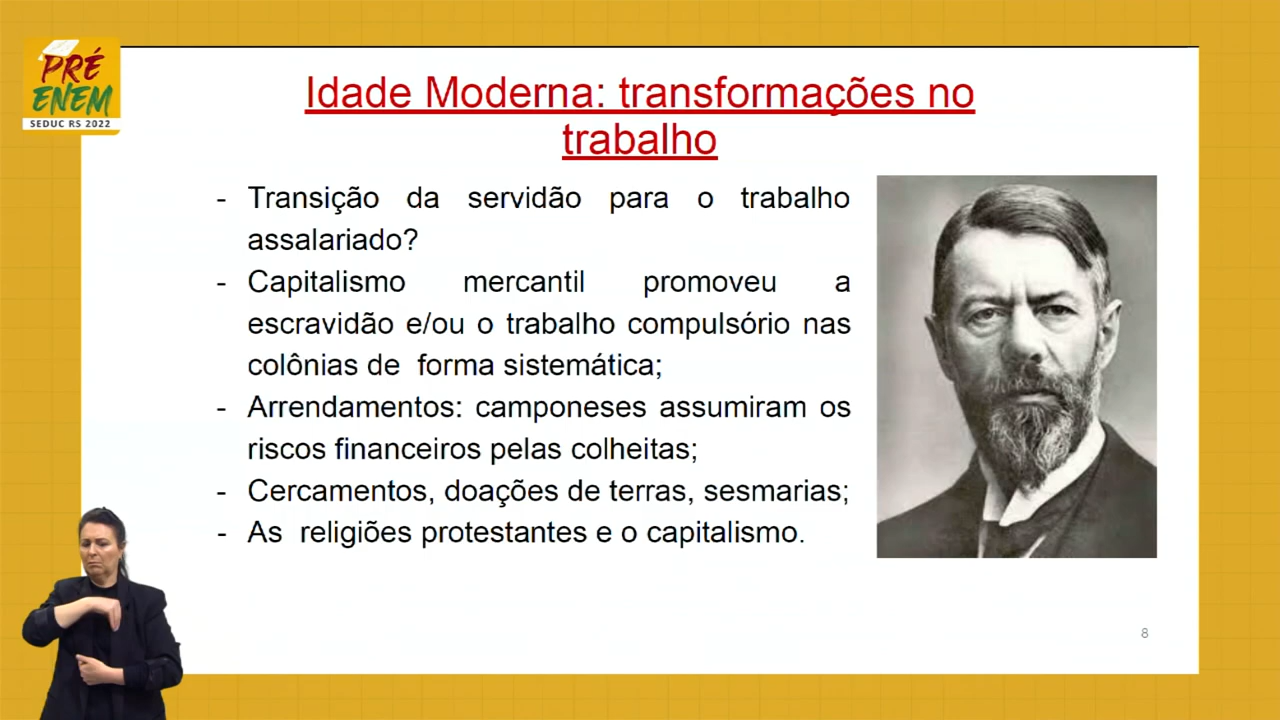 PRÉ
ENEM
SEDUC RS 2022
Idade Moderna: transformações no
trabalho
- Transição da servidão para o trabalho
assalariado?
- Capitalismo mercantil promoveu a
escravidão e/ou o trabalho compulsório nas
colônias de forma sistemática;
- Arrendamentos: camponeses assumiram os
riscos financeiros pelas colheitas;
- Cercamentos, doações de terras, sesmarias;
- As religiões protestantes e o capitalismo.
8